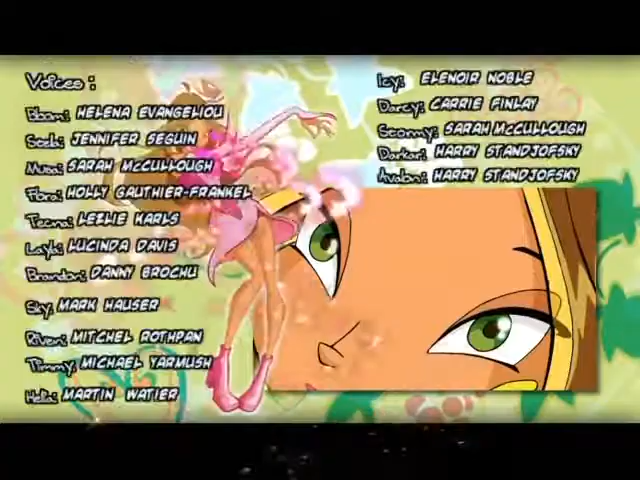 Voices :
Bloom: HELENA EVANGELIOU
Stella: JENNIFER SEGUIN
Musa: SARAH McCULLOUGH
Flora: HOLLY GAUTHIER-FRANKEL
Tecna: LEZLIE KARLS
Layla: LUCINDA DAVIS
Brandon: DANNY BROCHU
Sky: MARK HAUSER
Riven: MITCHEL ROTHPAN
Timmy: MICHAEL YARMUSH
Helia: MARTIN WATIER
Icy: ELENOIR NOBLE
Darcy: CARRIE FINLAY
Stormy: SARAH McCULLOUGH
Darkar: HARRY STANDJOFSKY
Avalon: HARRY STANDJOFSKY